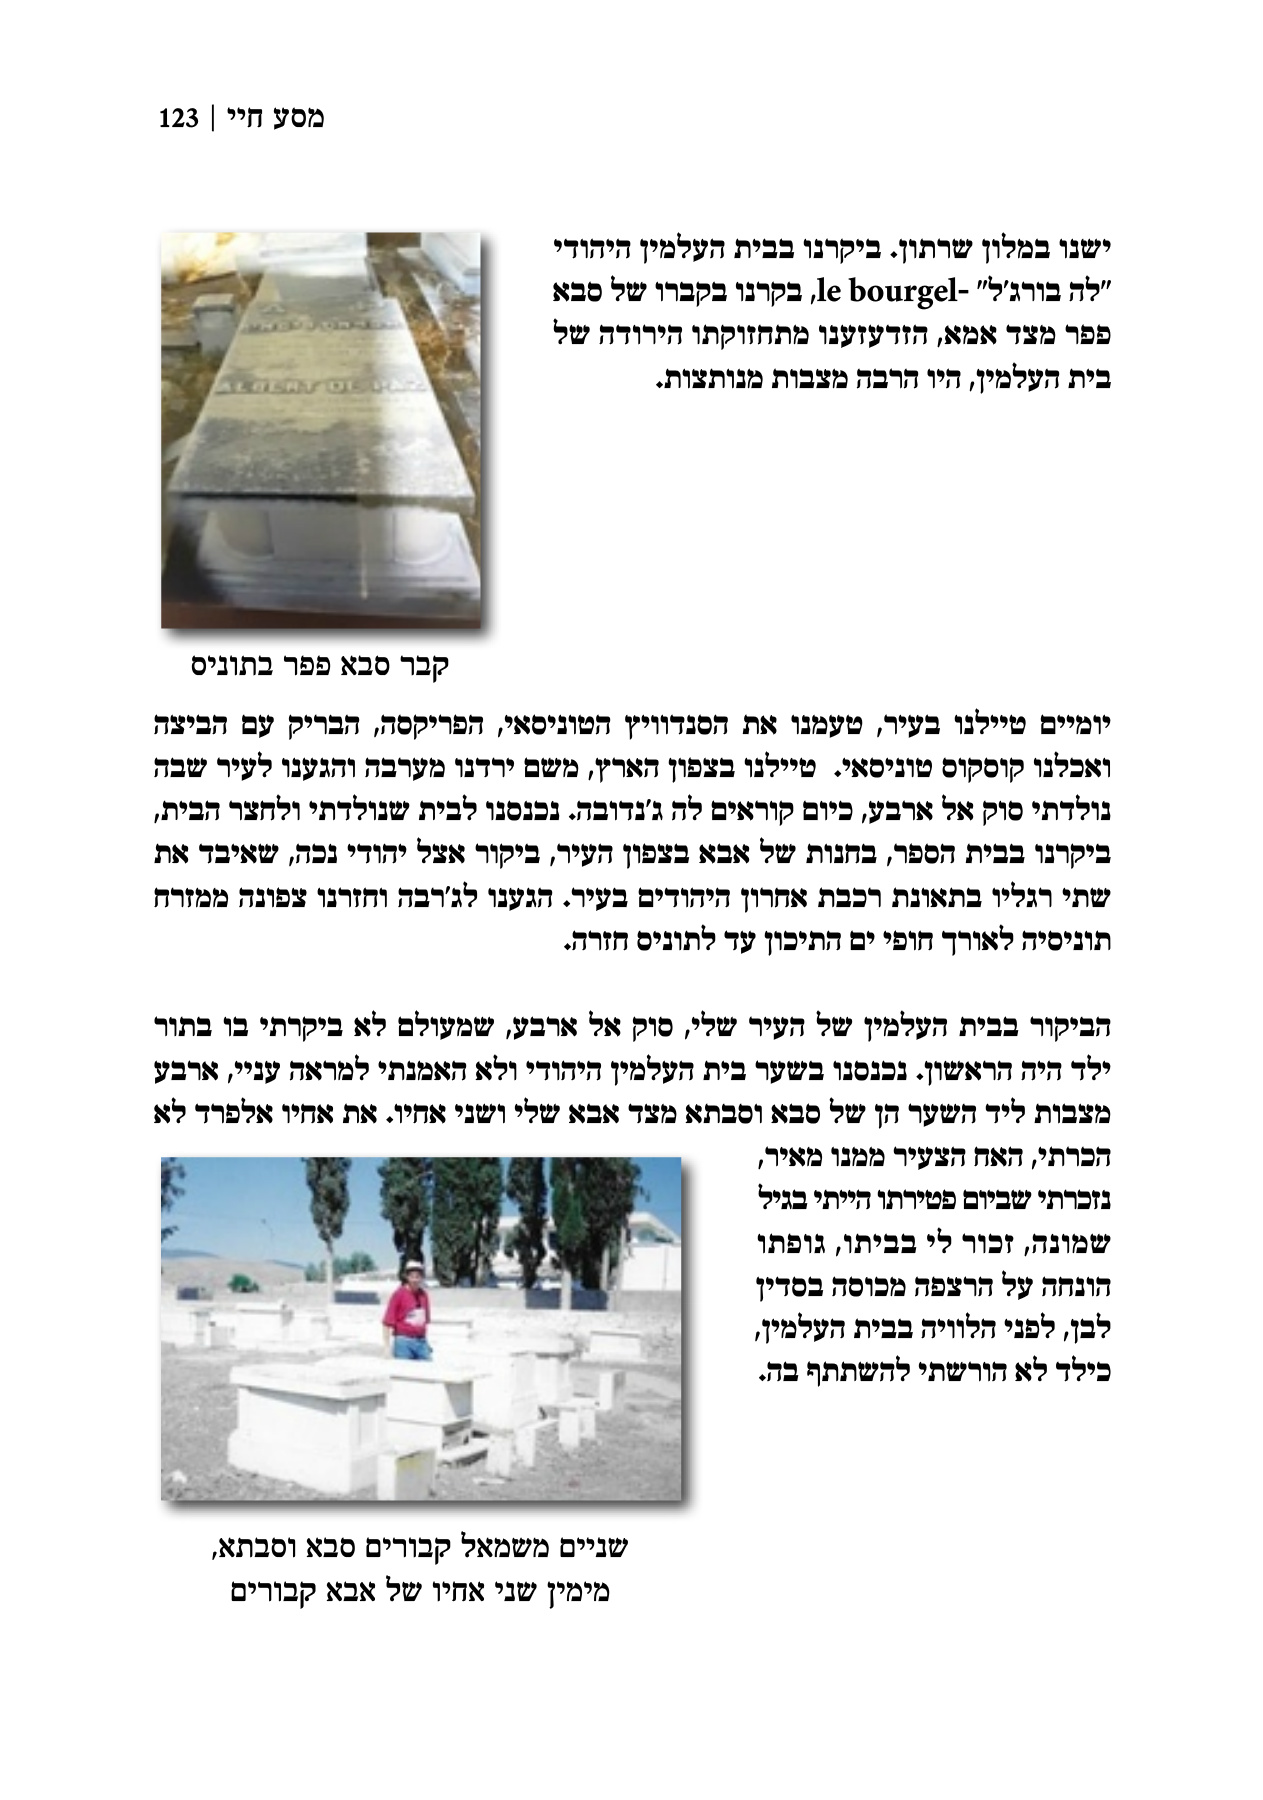 מסע חיי | 123
ישנו במלון שרתון. ביקרנו בבית העלמין היהודי
"לה בורג'ל" -le bourgel, בקרנו בקברו של סבא
פפר מצד אמא, הזדעזענו מתחזוקתו הירודה של
בית העלמין, היו הרבה מצבות מנותצות.
ALBERT DE PAZ
קבר סבא פפר בתוניס
יומיים טיילנו בעיר, טעמנו את הסנדוויץ הטוניסאי, הפריקסה, הבריק עם הביצה
ואכלנו קוסקוס טוניסאי. טיילנו בצפון הארץ, משם ירדנו מערבה והגענו לעיר שבה
נולדתי סוק אל ארבע, כיום קוראים לה ג'נדובה. נכנסנו לבית שנולדתי ולחצר הבית,
ביקרנו בבית הספר, בחנות של אבא בצפון העיר, ביקור אצל יהודי נכה, שאיבד את
שתי רגליו בתאונת רכבת אחרון היהודים בעיר. הגענו לג'רבה וחזרנו צפונה ממזרח
תוניסיה לאורך חופי ים התיכון עד לתוניס חזרה.
הביקור בבית העלמין של העיר שלי, סוק אל ארבע, שמעולם לא ביקרתי בו בתור
ילד היה הראשון. נכנסנו בשער בית העלמין היהודי ולא האמנתי למראה עניי, ארבע
מצבות ליד השער הן של סבא וסבתא מצד אבא שלי ושני אחיו. את אחיו אלפרד לא
הכרתי, האח הצעיר ממנו מאיר,
נזכרתי שביום פטירתו הייתי בגיל
שמונה, זכור לי בביתו, גופתו
הונחה על הרצפה מכוסה בסדין
לבן, לפני הלוויה בבית העלמין,
כילד לא הורשתי להשתתף בה.
שניים משמאל קבורים סבא וסבתא,
מימין שני אחיו של אבא קבורים